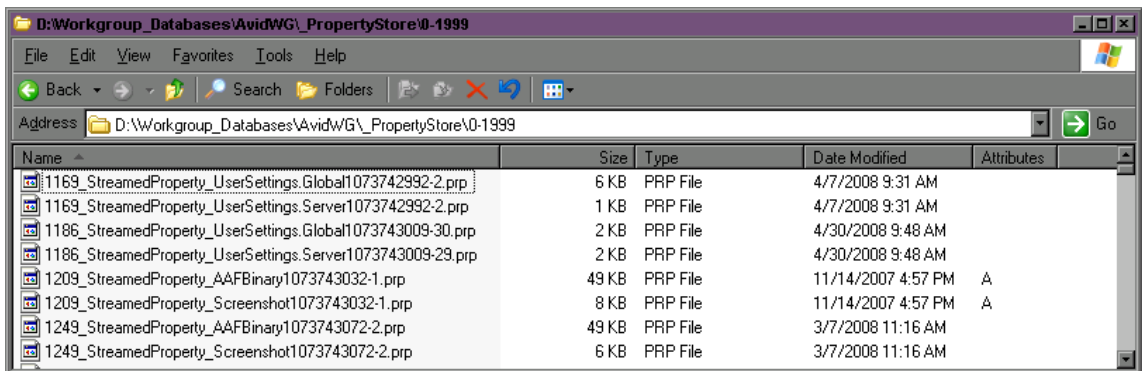 D:\Workgroup_Databases\AvidWG\_PropertyStore\0-1999
File Edit View Favorites Tools Help
Back Search Folders
Address D:\Workgroup_Databases\AvidWG\_PropertyStore\0-1999 Go
Name Size Type Date Modified Attributes
1169_StreamedProperty_UserSettings.Global1073742992-2.prp 6 KB PRP File 4/7/2008 9:31 AM
1169_StreamedProperty_UserSettings.Server1073742992-2.prp 1 KB PRP File 4/7/2008 9:31 AM
1186_StreamedProperty_UserSettings.Global1073743009-30.prp 2 KB PRP File 4/30/2008 9:48 AM
1186_StreamedProperty_UserSettings.Server1073743009-29.prp 2 KB PRP File 4/30/2008 9:48 AM
1209_StreamedProperty_AAFBinary1073743032-1.prp 49 KB PRP File 11/14/2007 4:57 PM A
1209_StreamedProperty_Screenshot1073743032-1.prp 8 KB PRP File 11/14/2007 4:57 PM A
1249_StreamedProperty_AAFBinary1073743072-2.prp 49 KB PRP File 3/7/2008 11:16 AM
1249_StreamedProperty_Screenshot1073743072-2.prp 6 KB PRP File 3/7/2008 11:16 AM